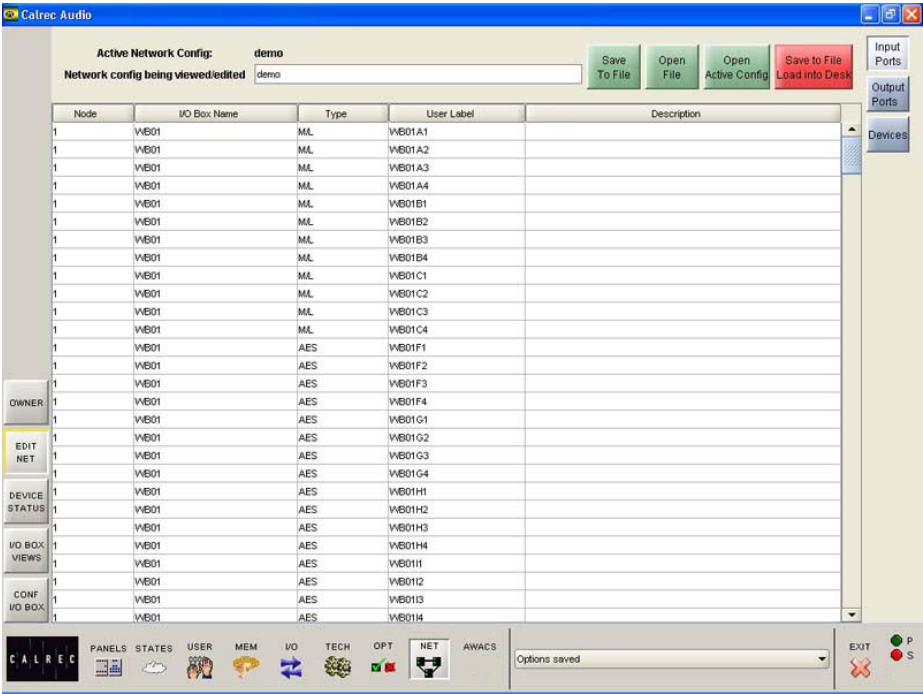 Calrec Audio
Active Network Config: demo
Network config being viewed/edited demo
Save To File
Open File
Open Active Config
Save to File Load into Desk
Input Ports
Output Ports
Devices
Node I/O Box Name Type User Label Description
1 WB01 M/L WB01A1
1 WB01 M/L WB01A2
1 WB01 M/L WB01A3
1 WB01 M/L WB01A4
1 WB01 M/L WB01B1
1 WB01 M/L WB01B2
1 WB01 M/L WB01B3
1 WB01 M/L WB01B4
1 WB01 M/L WB01C1
1 WB01 M/L WB01C2
1 WB01 M/L WB01C3
1 WB01 M/L WB01C4
1 WB01 AES WB01F1
1 WB01 AES WB01F2
1 WB01 AES WB01F3
1 WB01 AES WB01F4
1 WB01 AES WB01G1
1 WB01 AES WB01G2
1 WB01 AES WB01G3
1 WB01 AES WB01G4
1 WB01 AES WB01H1
1 WB01 AES WB01H2
1 WB01 AES WB01H3
1 WB01 AES WB01H4
1 WB01 AES WB01I1
1 WB01 AES WB01I2
1 WB01 AES WB01I3
1 WB01 AES WB01I4
OWNER
EDIT NET
DEVICE STATUS
I/O BOX VIEWS
CONF I/O BOX
CALREC
PANELS STATES USER MEM I/O TECH OPT NET AWACS
Options saved
EXIT
P
S